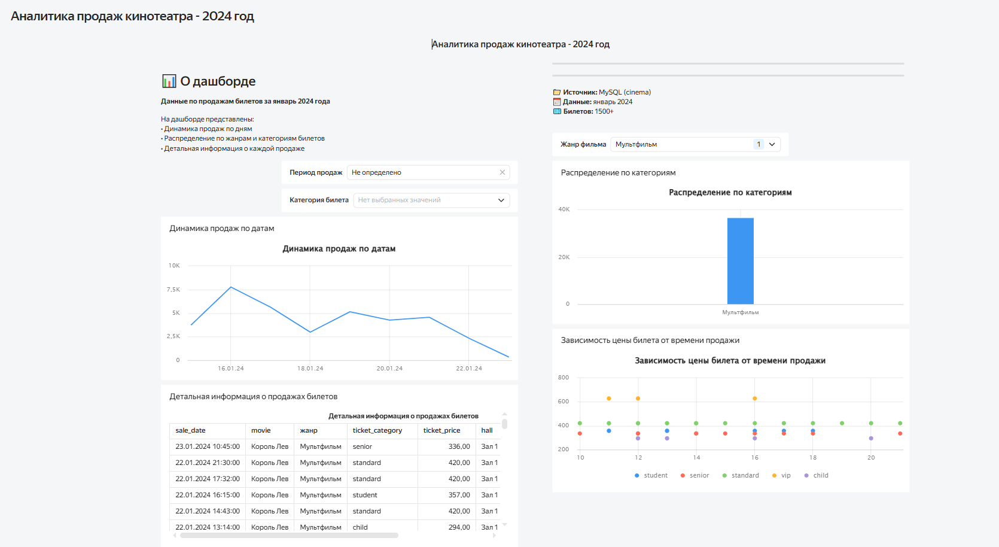 Аналитика продаж кинотеатра - 2024 год
Аналитика продаж кинотеатра - 2024 год
О дашборде
Данные по продажам билетов за январь 2024 года
На дашборде представлены:
• Динамика продаж по дням
• Распределение по жанрам и категориям билетов
• Детальная информация о каждой продаже
Источник: MySQL (cinema)
Данные: январь 2024
Билетов: 1500+
Жанр фильма Мультфильм 1
Период продаж Не определено
Категория билета Нет выбранных значений
Динамика продаж по датам
Динамика продаж по датам
10K
7,5K
5K
2,5K
0
16.01.24 18.01.24 20.01.24 22.01.24
Распределение по категориям
Распределение по категориям
40K
20K
0
Мультфильм
Детальная информация о продажах билетов
Детальная информация о продажах билетов
sale_date movie жанр ticket_category ticket_price hall
23.01.2024 10:45:00 Король Лев Мультфильм senior 336,00 Зал 1
22.01.2024 21:30:00 Король Лев Мультфильм standard 420,00 Зал 1
22.01.2024 17:32:00 Король Лев Мультфильм standard 420,00 Зал 1
22.01.2024 16:15:00 Король Лев Мультфильм student 357,00 Зал 1
22.01.2024 14:43:00 Король Лев Мультфильм standard 420,00 Зал 1
22.01.2024 13:14:00 Король Лев Мультфильм child 294,00 Зал 1
Зависимость цены билета от времени продажи
Зависимость цены билета от времени продажи
800
600
400
200
10 12 14 16 18 20
student senior standard vip child